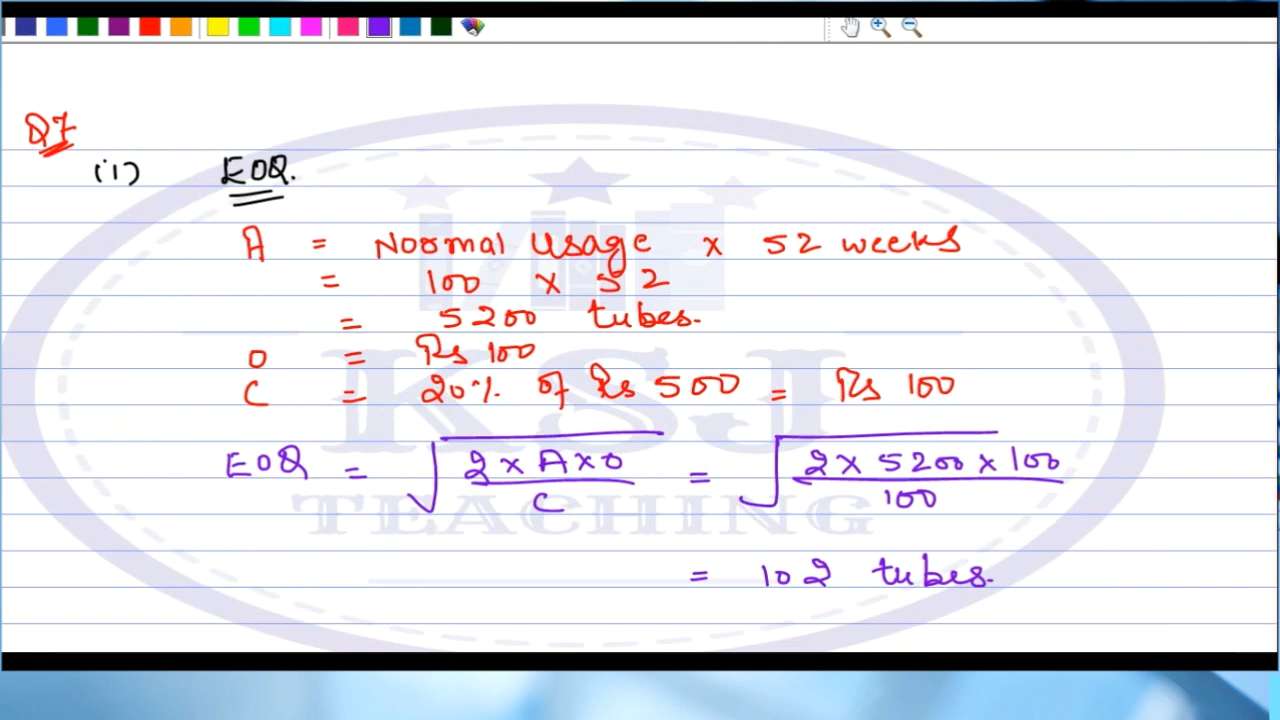 Q7
(i) EOQ.
A = Normal Usage x 52 weeks
= 100 x 52
= 5200 tubes.
O = Rs 100
C = 20% of Rs 500 = Rs 100
EOQ = √(2 x A x O / C) = √(2 x 5200 x 100 / 100)
= 102 tubes.
KSJ
TEACHING